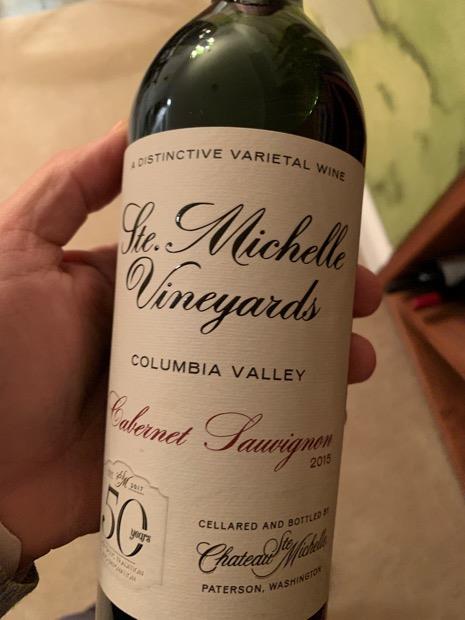 A DISTINCTIVE VARIETAL WINE
Ste. Michelle
Vineyards
COLUMBIA VALLEY
Cabernet Sauvignon
2015
2017
50 years
CELLARED AND BOTTLED BY
Chateau Ste Michelle
PATERSON, WASHINGTON